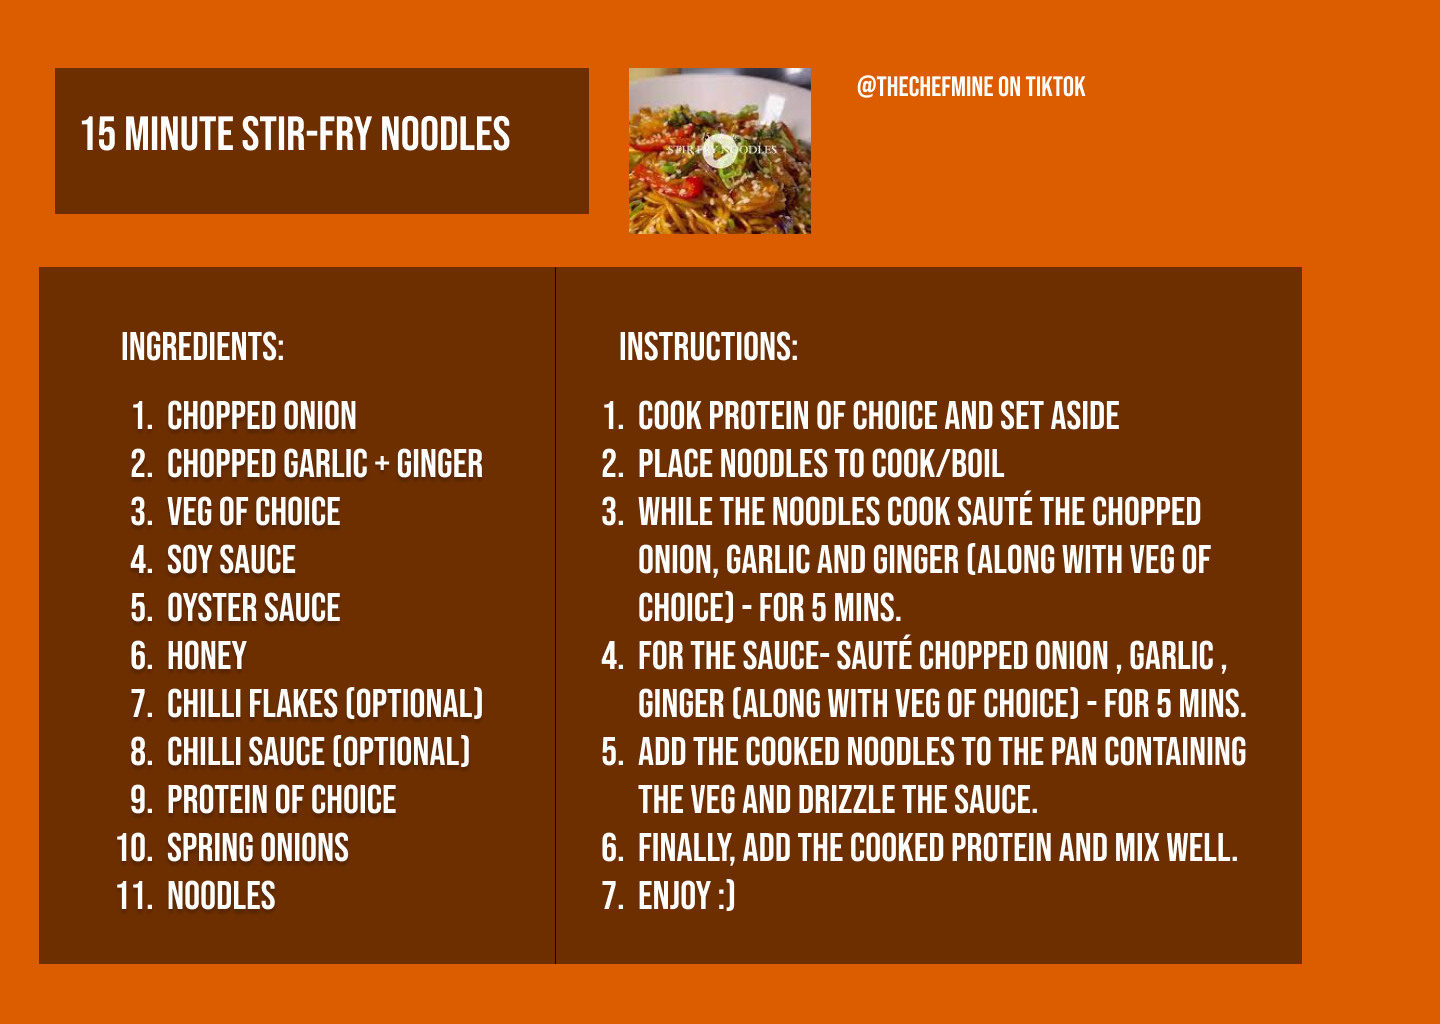 15 MINUTE STIR-FRY NOODLES
STIR FRY NOODLES
@THECHEFMINE ON TIKTOK
INGREDIENTS:
1. CHOPPED ONION
2. CHOPPED GARLIC + GINGER
3. VEG OF CHOICE
4. SOY SAUCE
5. OYSTER SAUCE
6. HONEY
7. CHILLI FLAKES (OPTIONAL)
8. CHILLI SAUCE (OPTIONAL)
9. PROTEIN OF CHOICE
10. SPRING ONIONS
11. NOODLES
INSTRUCTIONS:
1. COOK PROTEIN OF CHOICE AND SET ASIDE
2. PLACE NOODLES TO COOK/BOIL
3. WHILE THE NOODLES COOK SAUTÉ THE CHOPPED
ONION, GARLIC AND GINGER (ALONG WITH VEG OF
CHOICE) - FOR 5 MINS.
4. FOR THE SAUCE- SAUTÉ CHOPPED ONION , GARLIC ,
GINGER (ALONG WITH VEG OF CHOICE) - FOR 5 MINS.
5. ADD THE COOKED NOODLES TO THE PAN CONTAINING
THE VEG AND DRIZZLE THE SAUCE.
6. FINALLY, ADD THE COOKED PROTEIN AND MIX WELL.
7. ENJOY :)